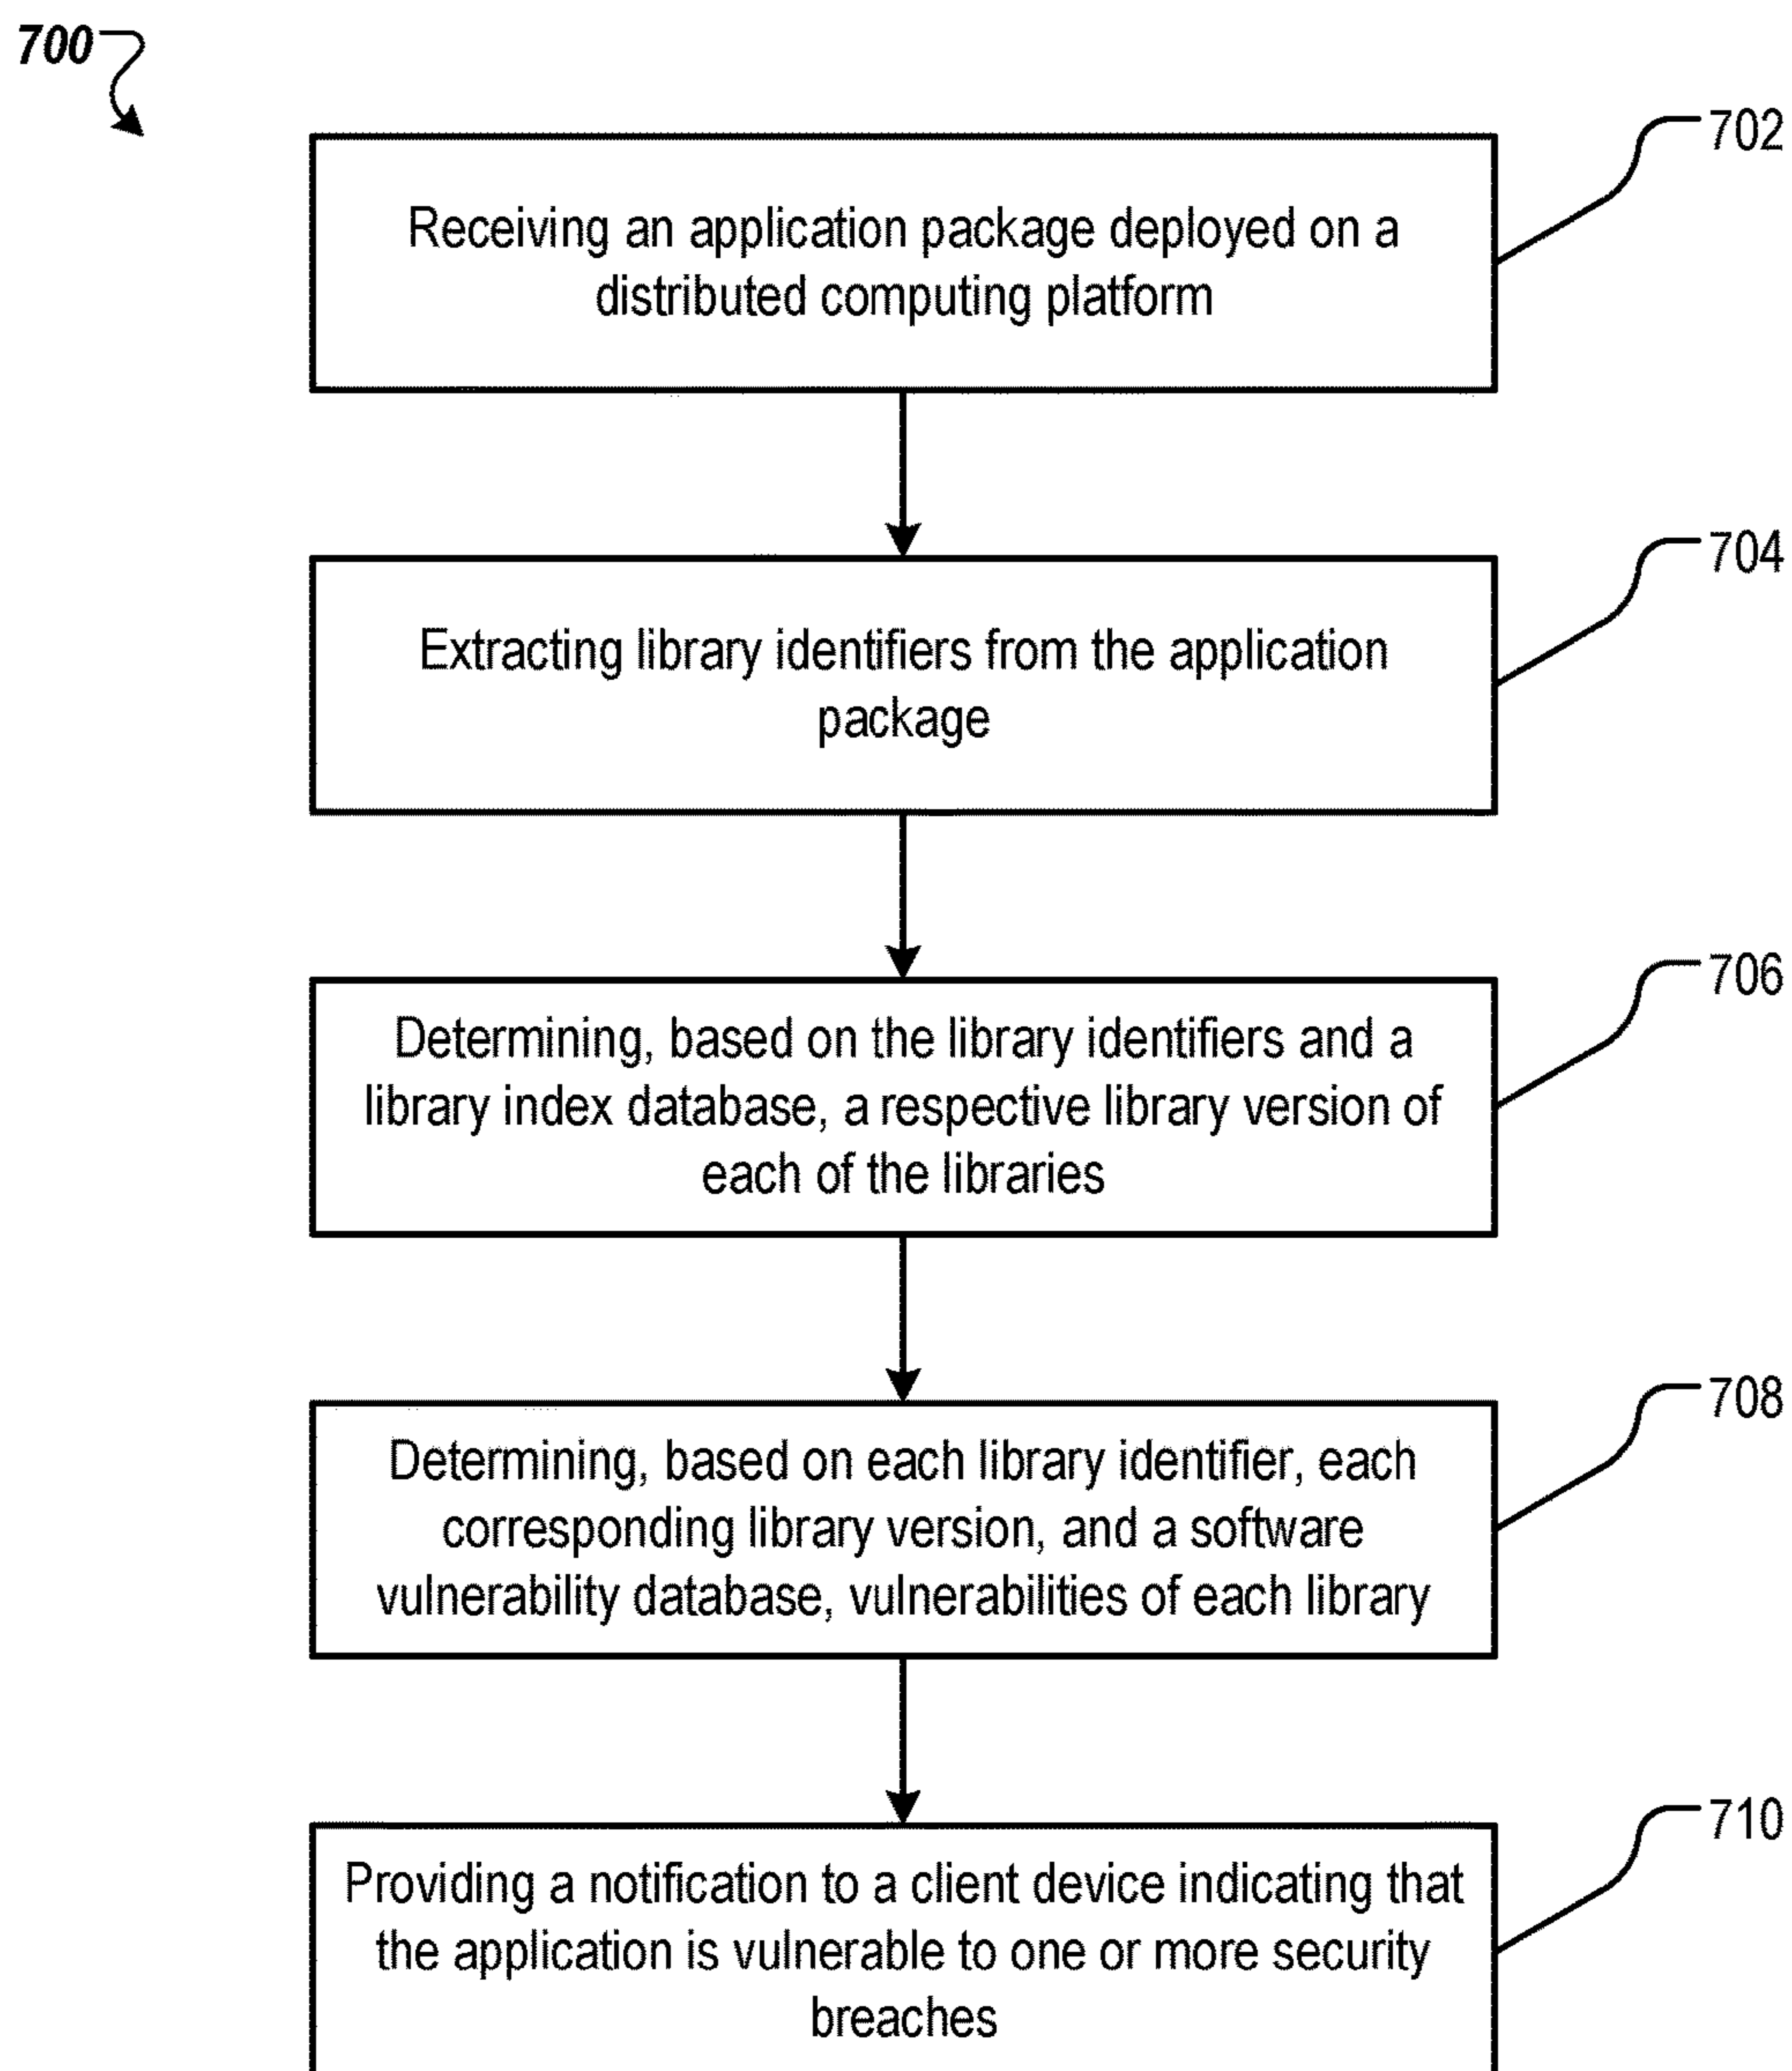 700
702
Receiving an application package deployed on a
distributed computing platform
704
Extracting library identifiers from the application
package
706
Determining, based on the library identifiers and a
library index database, a respective library version of
each of the libraries
708
Determining, based on each library identifier, each
corresponding library version, and a software
vulnerability database, vulnerabilities of each library
710
Providing a notification to a client device indicating that
the application is vulnerable to one or more security
breaches